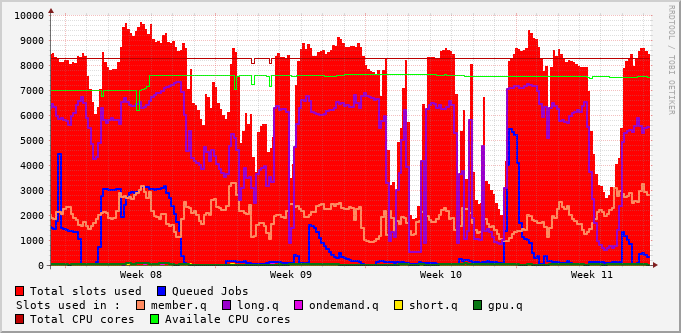 10000
9000
8000
7000
6000
5000
4000
3000
2000
1000
0
Week 08 Week 09 Week 10 Week 11
RRDTOOL / TOBI OETIKER
Total slots used Queued Jobs
Slots used in : member.q long.q ondemand.q short.q gpu.q
Total CPU cores Availale CPU cores